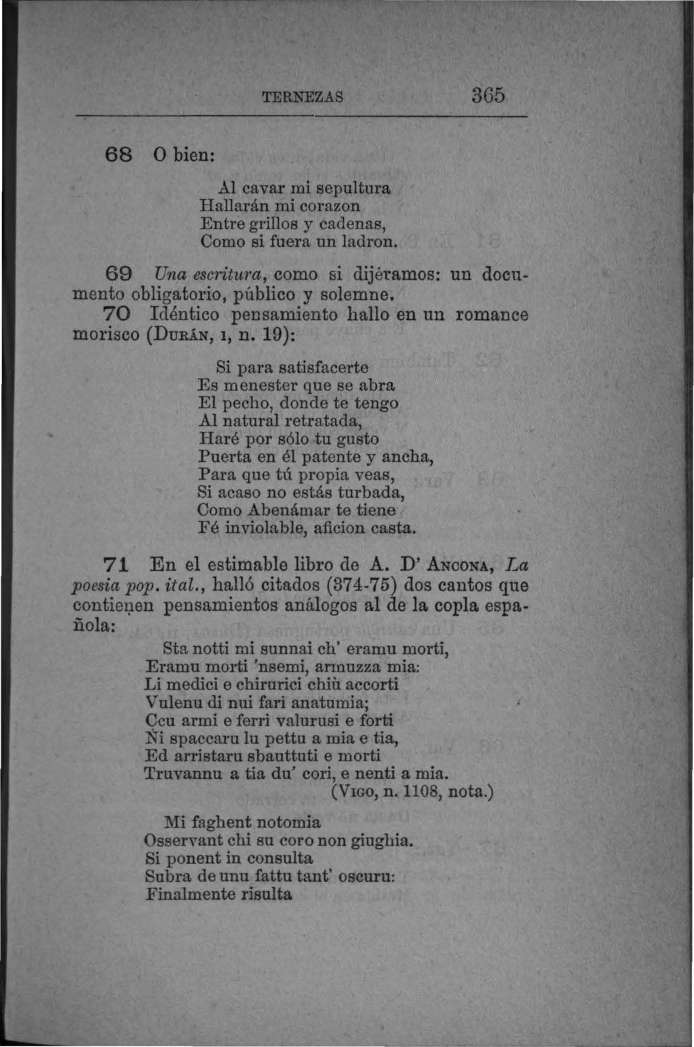 TERNEZAS 365
68 O bien:
Al cavar mi sepultura
Hallarán mi corazon
Entre grillos y cadenas,
Como si fuera un ladron.
69 Una escritura, como si dijéramos: un docu-
mento obligatorio, público y solemne.
70 Idéntico pensamiento hallo en un romance
morisco (DURÁN, I, n. 19):
Si para satisfacerte
Es menester que se abra
El pecho, donde te tengo
Al natural retratada,
Haré por sólo tu gusto
Puerta en él patente y ancha,
Para que tú propia veas,
Si acaso no estás turbada,
Como Abenámar te tiene
Fé inviolable, aficion casta.
71 En el estimable libro de A. D' ANCONA, La
poesia pop. ital., halló citados (374-75) dos cantos que
contienen pensamientos análogos al de la copla espa-
ñola:
Sta notti mi sunnai ch' eramu morti,
Eramu morti 'nsemi, armuzza mia:
Li medici e chirurici chiù accorti
Vulenu di nui fari anatumia;
Ccu armi e ferri valurusi e forti
Ñi spaccaru lu pettu a mia e tia,
Ed arristaru sbauttuti e morti
Truvannu a tia du' cori, e nenti a mia.
(VIGO, n. 1108, nota.)
Mi faghent notomia
Osservant chi su coro non giughia.
Si ponent in consulta
Subra de unu fattu tant' oscuru:
Finalmente risulta